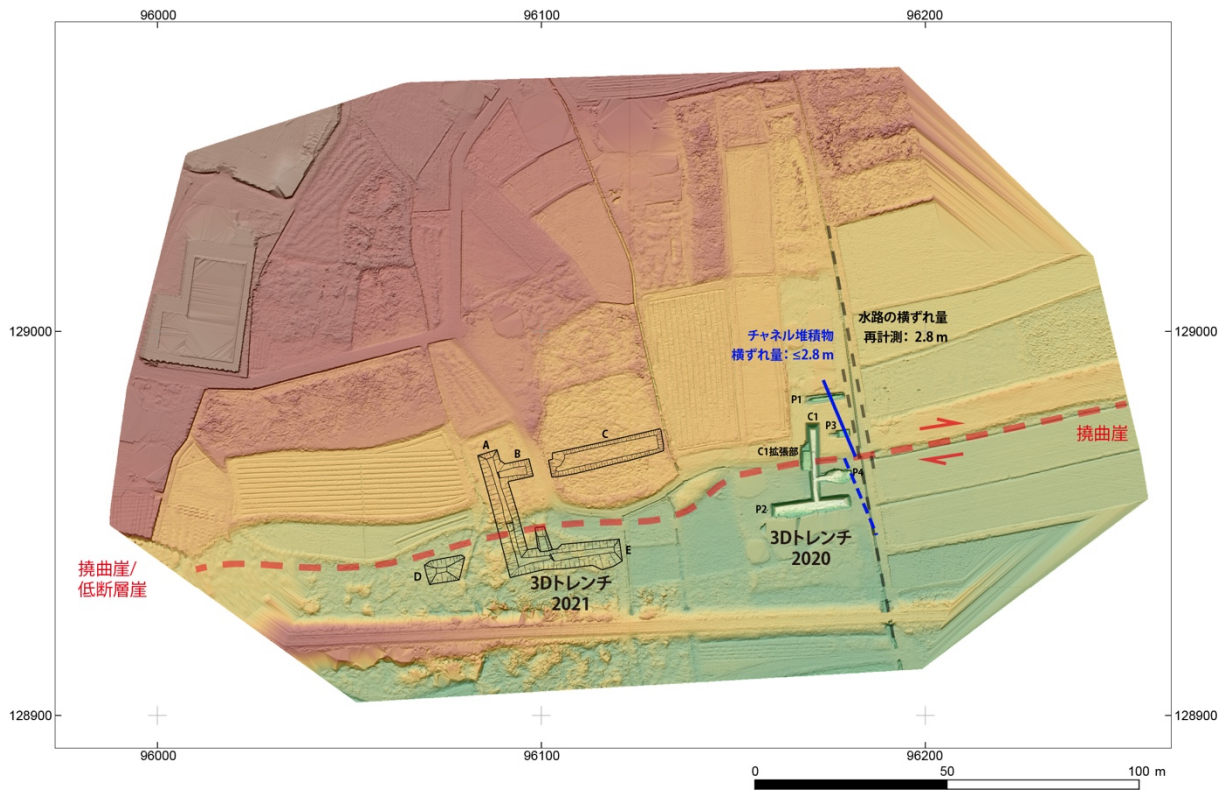 96000
96100
96200
129000
129000
水路の横ずれ量
再計測：2.8 m
チャネル堆積物
横ずれ量：≤2.8 m
P1
C1
P3
撓曲崖
A
B
C
C1拡張部
P4
P2
3Dトレンチ
2020
E
D
3Dトレンチ
2021
撓曲崖/
低断層崖
128900
128900
96000
96100
96200
0
50
100 m